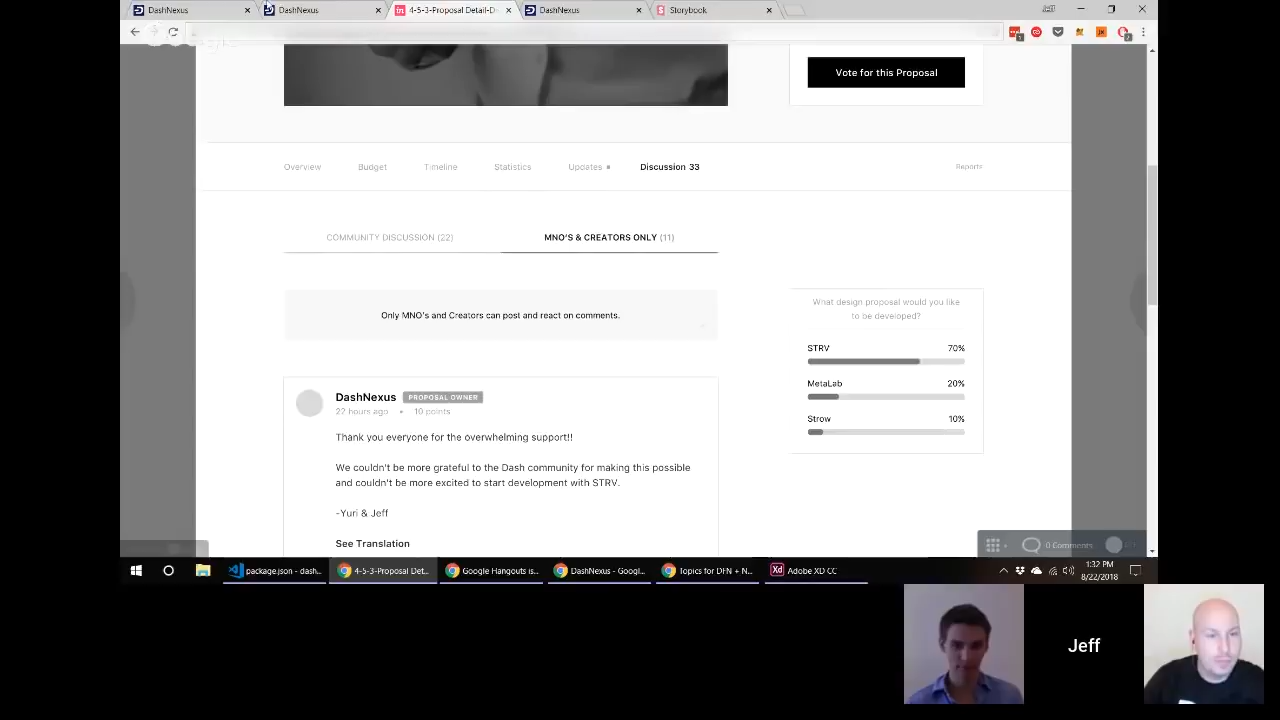 DashNexus
DashNexus
4-5-3-Proposal Detail-D-
DashNexus
Storybook
Jeff
Vote for this Proposal
Overview
Budget
Timeline
Statistics
Updates
Discussion 33
Reports
COMMUNITY DISCUSSION (22)
MNO'S & CREATORS ONLY (11)
Only MNO's and Creators can post and react on comments.
What design proposal would you like
to be developed?
STRV 70%
MetaLab 20%
Strow 10%
DashNexus PROPOSAL OWNER
22 hours ago • 10 points
Thank you everyone for the overwhelming support!!
We couldn't be more grateful to the Dash community for making this possible
and couldn't be more excited to start development with STRV.
-Yuri & Jeff
See Translation
0 Comments
package.json - dash...
4-5-3-Proposal Det...
Google Hangouts is...
DashNexus - Googl...
Topics for DFN + N...
Xd Adobe XD CC
1:32 PM
8/22/2018
Jeff